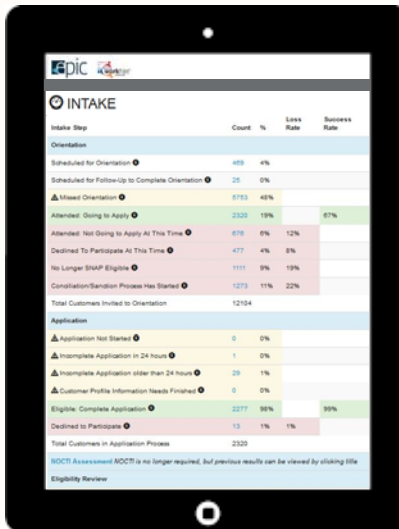 epic worknet
INTAKE
Intake Step Count % Loss Rate Success Rate
Orientation
Scheduled for Orientation 469 4%
Scheduled for Follow-Up to Complete Orientation 25 0%
Missed Orientation 5753 48%
Attended: Going to Apply 2320 19% 67%
Attended: Not Going to Apply At This Time 676 6% 12%
Declined To Participate At This Time 477 4% 8%
No Longer SNAP Eligible 1111 9% 19%
Conciliation/Sanction Process Has Started 1273 11% 22%
Total Customers Invited to Orientation 12104
Application
Application Not Started 0 0%
Incomplete Application in 24 hours 1 0%
Incomplete Application older than 24 hours 29 1%
Customer Profile Information Needs Finished 0 0%
Eligible: Complete Application 2277 98% 99%
Declined to Participate 13 1% 1%
Total Customers in Application Process 2320
NOCTI Assessment NOCTI is no longer required, but previous results can be viewed by clicking title
Eligibility Review